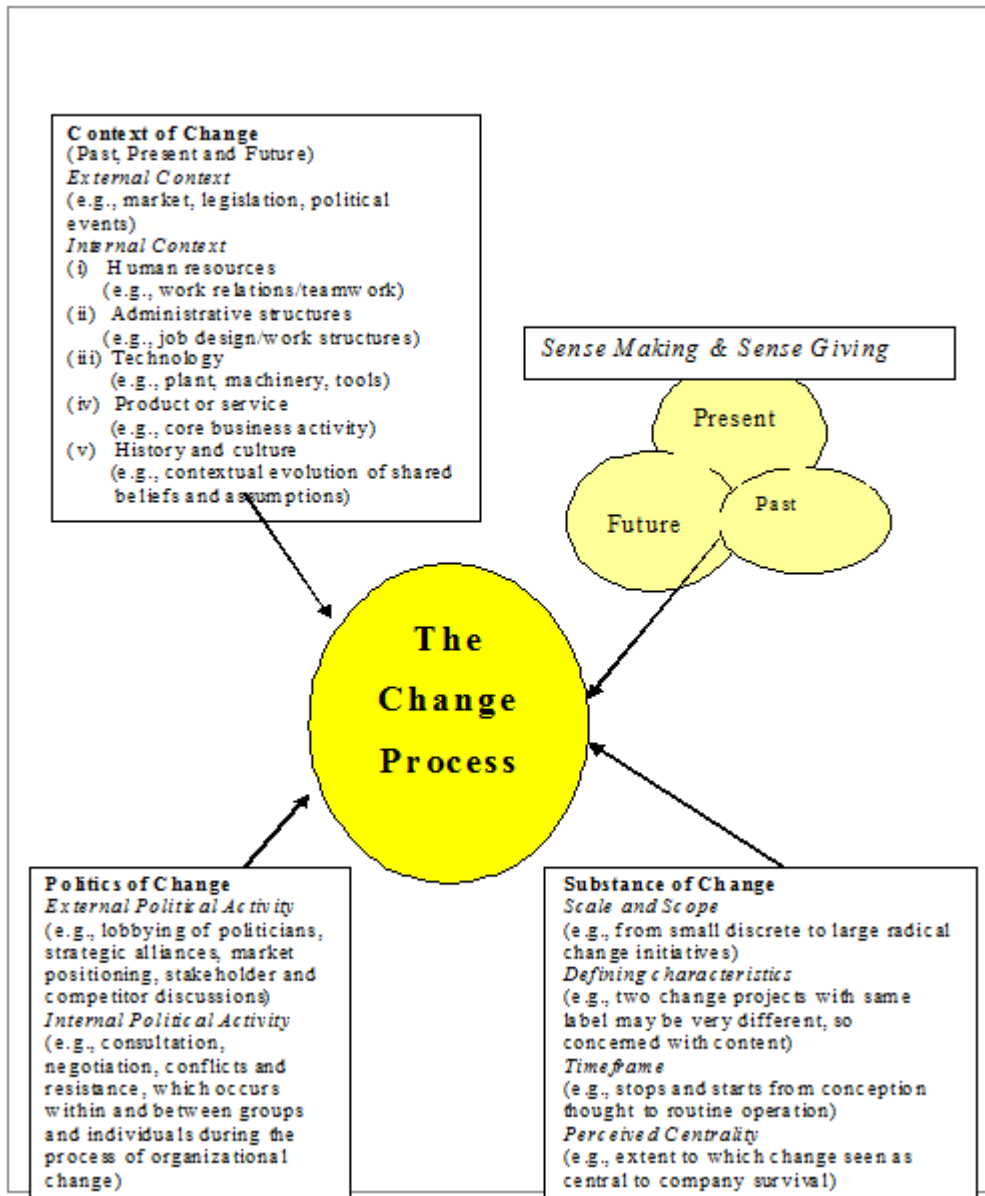 Context of Change
(Past, Present and Future)
External Context
(e.g., market, legislation, political
events)
Internal Context
(i) Human resources
(e.g., work relations/teamwork)
(ii) Administrative structures
(e.g., job design/work structures)
(iii) Technology
(e.g., plant, machinery, tools)
(iv) Product or service
(e.g., core business activity)
(v) History and culture
(e.g., contextual evolution of shared
beliefs and assumptions)
Sense Making & Sense Giving
Present
Future
Past
The
Change
Process
Politics of Change
External Political Activity
(e.g., lobbying of politicians,
strategic alliances, market
positioning, stakeholder and
competitor discussions)
Internal Political Activity
(e.g., consultation,
negotiation, conflicts and
resistance, which occurs
within and between groups
and individuals during the
process of organizational
change)
Substance of Change
Scale and Scope
(e.g., from small discrete to large radical
change initiatives)
Defining characteristics
(e.g., two change projects with same
label may be very different, so
concerned with content)
Timeframe
(e.g., stops and starts from conception
thought to routine operation)
Perceived Centrality
(e.g., extent to which change seen as
central to company survival)